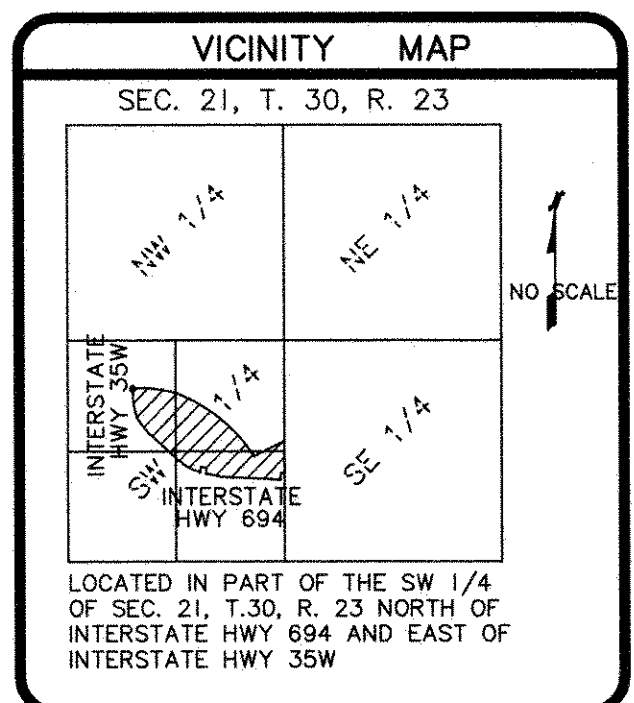 VICINITY MAP
SEC. 21, T. 30, R. 23
NW 1/4
NE 1/4
NO SCALE
INTERSTATE
HWY 35W
SW 1/4
SE 1/4
INTERSTATE
HWY 694
LOCATED IN PART OF THE SW 1/4
OF SEC. 21, T.30, R. 23 NORTH OF
INTERSTATE HWY 694 AND EAST OF
INTERSTATE HWY 35W